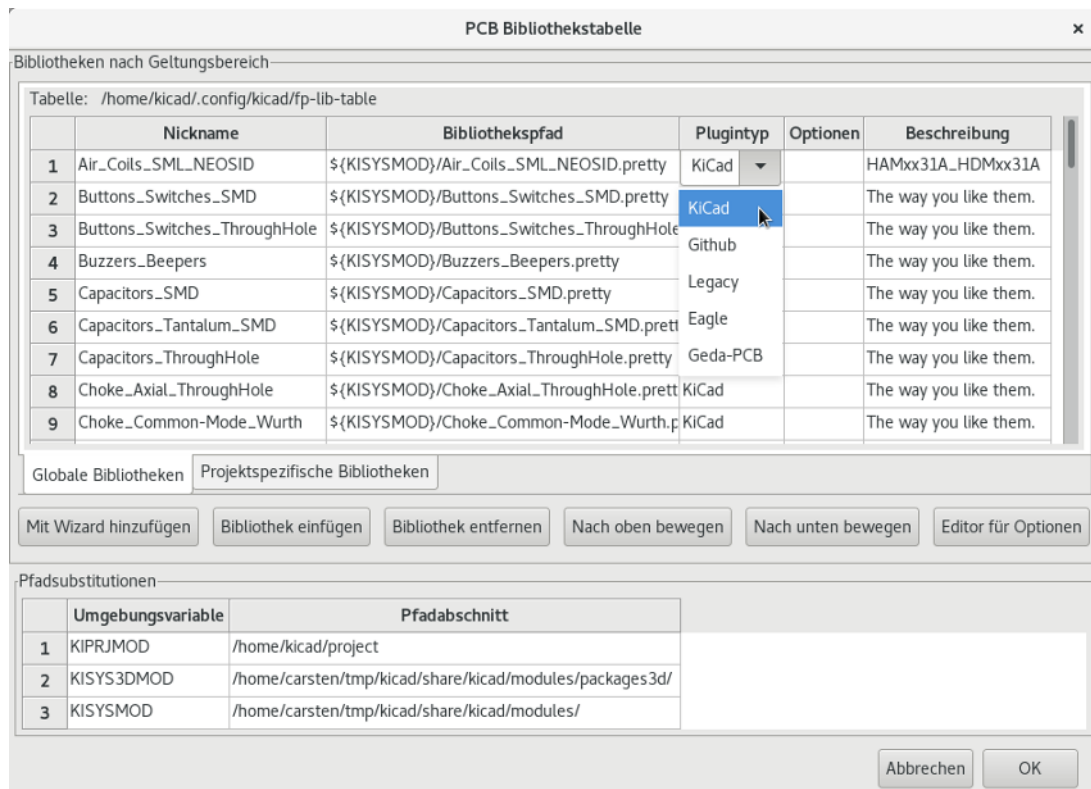 PCB Bibliothekstabelle ×
Bibliotheken nach Geltungsbereich
Tabelle: /home/kicad/.config/kicad/fp-lib-table
Nickname Bibliothekspfad Plugintyp Optionen Beschreibung
1 Air_Coils_SML_NEOSID ${KISYSMOD}/Air_Coils_SML_NEOSID.pretty KiCad HAMxx31A_HDMxx31A
2 Buttons_Switches_SMD ${KISYSMOD}/Buttons_Switches_SMD.pretty KiCad The way you like them.
3 Buttons_Switches_ThroughHole ${KISYSMOD}/Buttons_Switches_ThroughHole Github The way you like them.
4 Buzzers_Beepers ${KISYSMOD}/Buzzers_Beepers.pretty The way you like them.
5 Capacitors_SMD ${KISYSMOD}/Capacitors_SMD.pretty Legacy The way you like them.
6 Capacitors_Tantalum_SMD ${KISYSMOD}/Capacitors_Tantalum_SMD.prett Eagle The way you like them.
7 Capacitors_ThroughHole ${KISYSMOD}/Capacitors_ThroughHole.pretty Geda-PCB The way you like them.
8 Choke_Axial_ThroughHole ${KISYSMOD}/Choke_Axial_ThroughHole.prett KiCad The way you like them.
9 Choke_Common-Mode_Wurth ${KISYSMOD}/Choke_Common-Mode_Wurth.p KiCad The way you like them.
Globale Bibliotheken Projektspezifische Bibliotheken
Mit Wizard hinzufügen Bibliothek einfügen Bibliothek entfernen Nach oben bewegen Nach unten bewegen Editor für Optionen
Pfadsubstitutionen
Umgebungsvariable Pfadabschnitt
1 KIPRJMOD /home/kicad/project
2 KISYS3DMOD /home/carsten/tmp/kicad/share/kicad/modules/packages3d/
3 KISYSMOD /home/carsten/tmp/kicad/share/kicad/modules/
Abbrechen OK